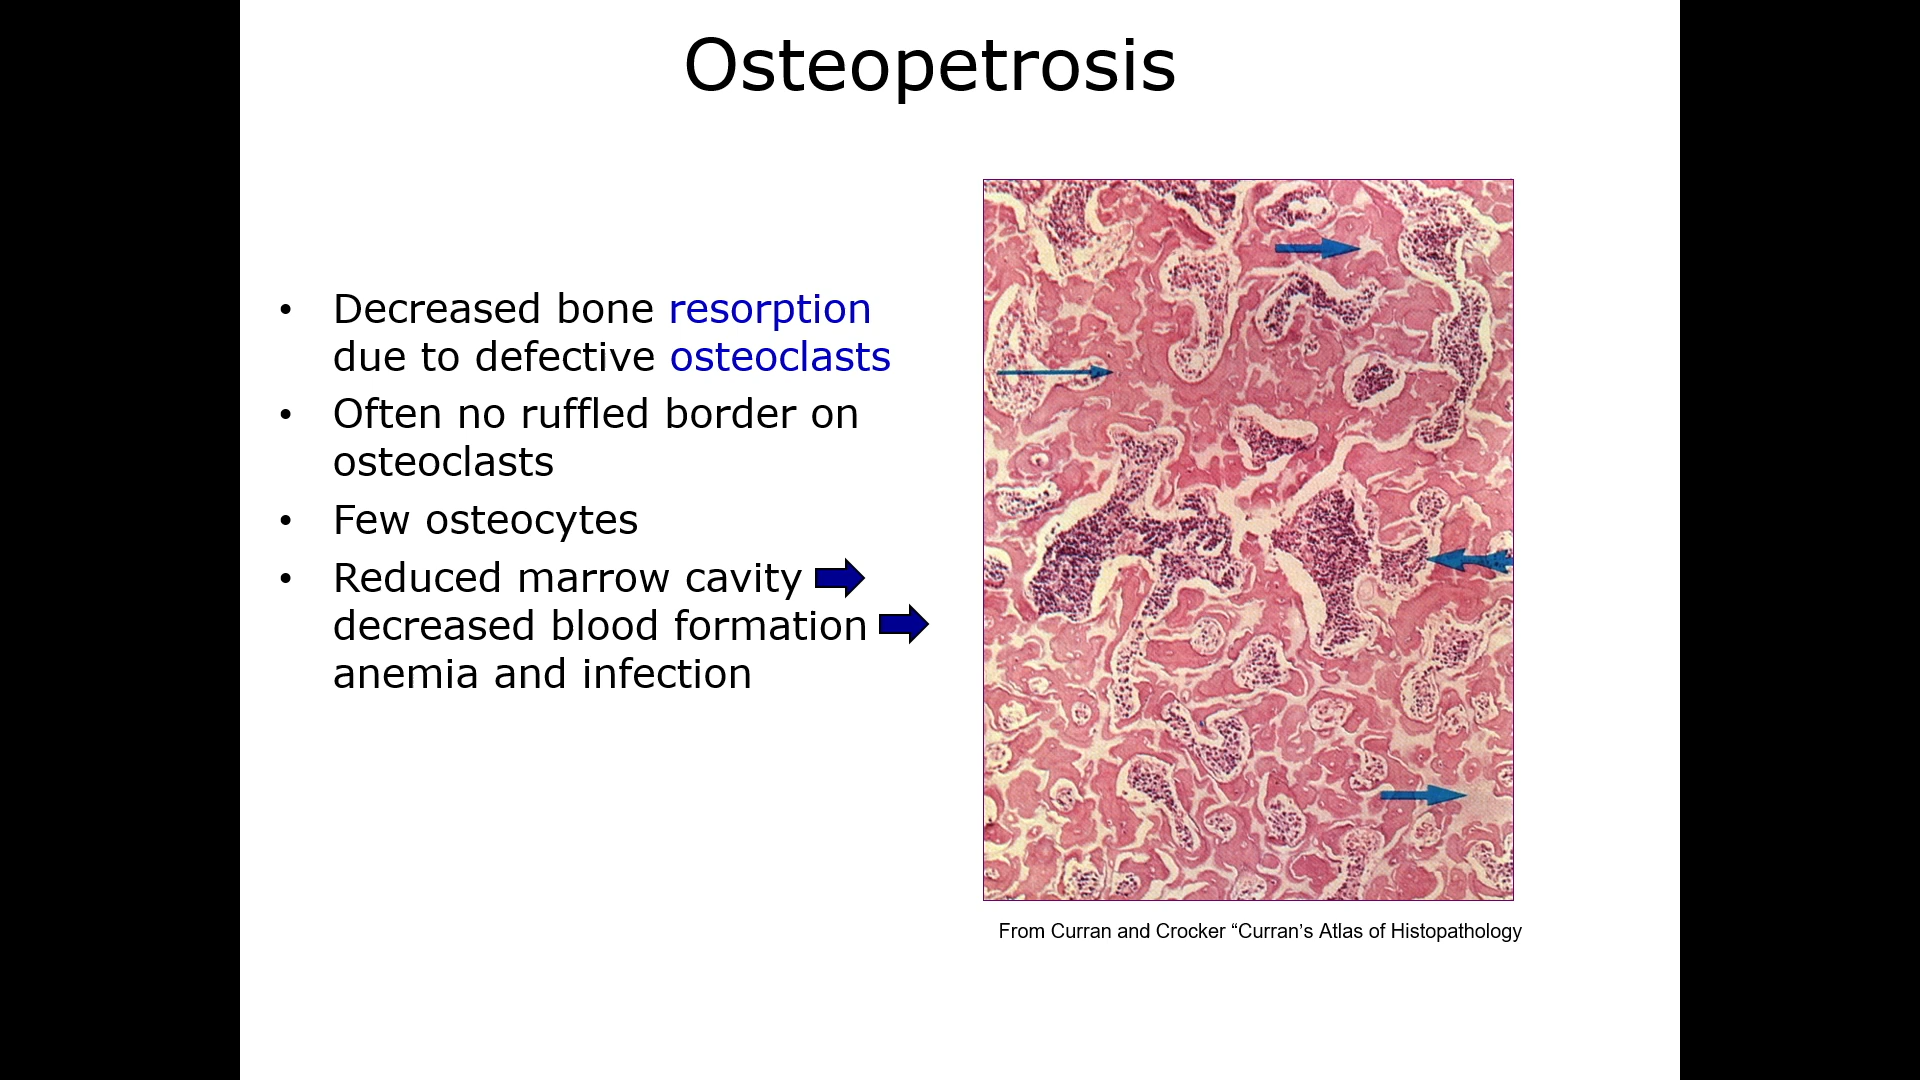 Osteopetrosis
• Decreased bone resorption
due to defective osteoclasts
• Often no ruffled border on
osteoclasts
• Few osteocytes
• Reduced marrow cavity
decreased blood formation
anemia and infection
From Curran and Crocker “Curran’s Atlas of Histopathology